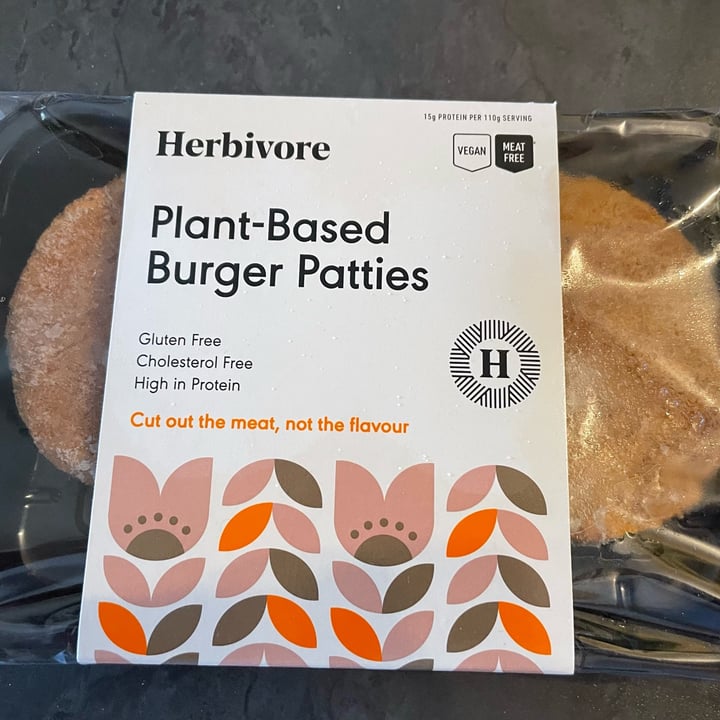 15g PROTEIN PER 110g SERVING
Herbivore
VEGAN
MEAT
FREE
Plant-Based
Burger Patties
Gluten Free
Cholesterol Free
High in Protein
H
Cut out the meat, not the flavour